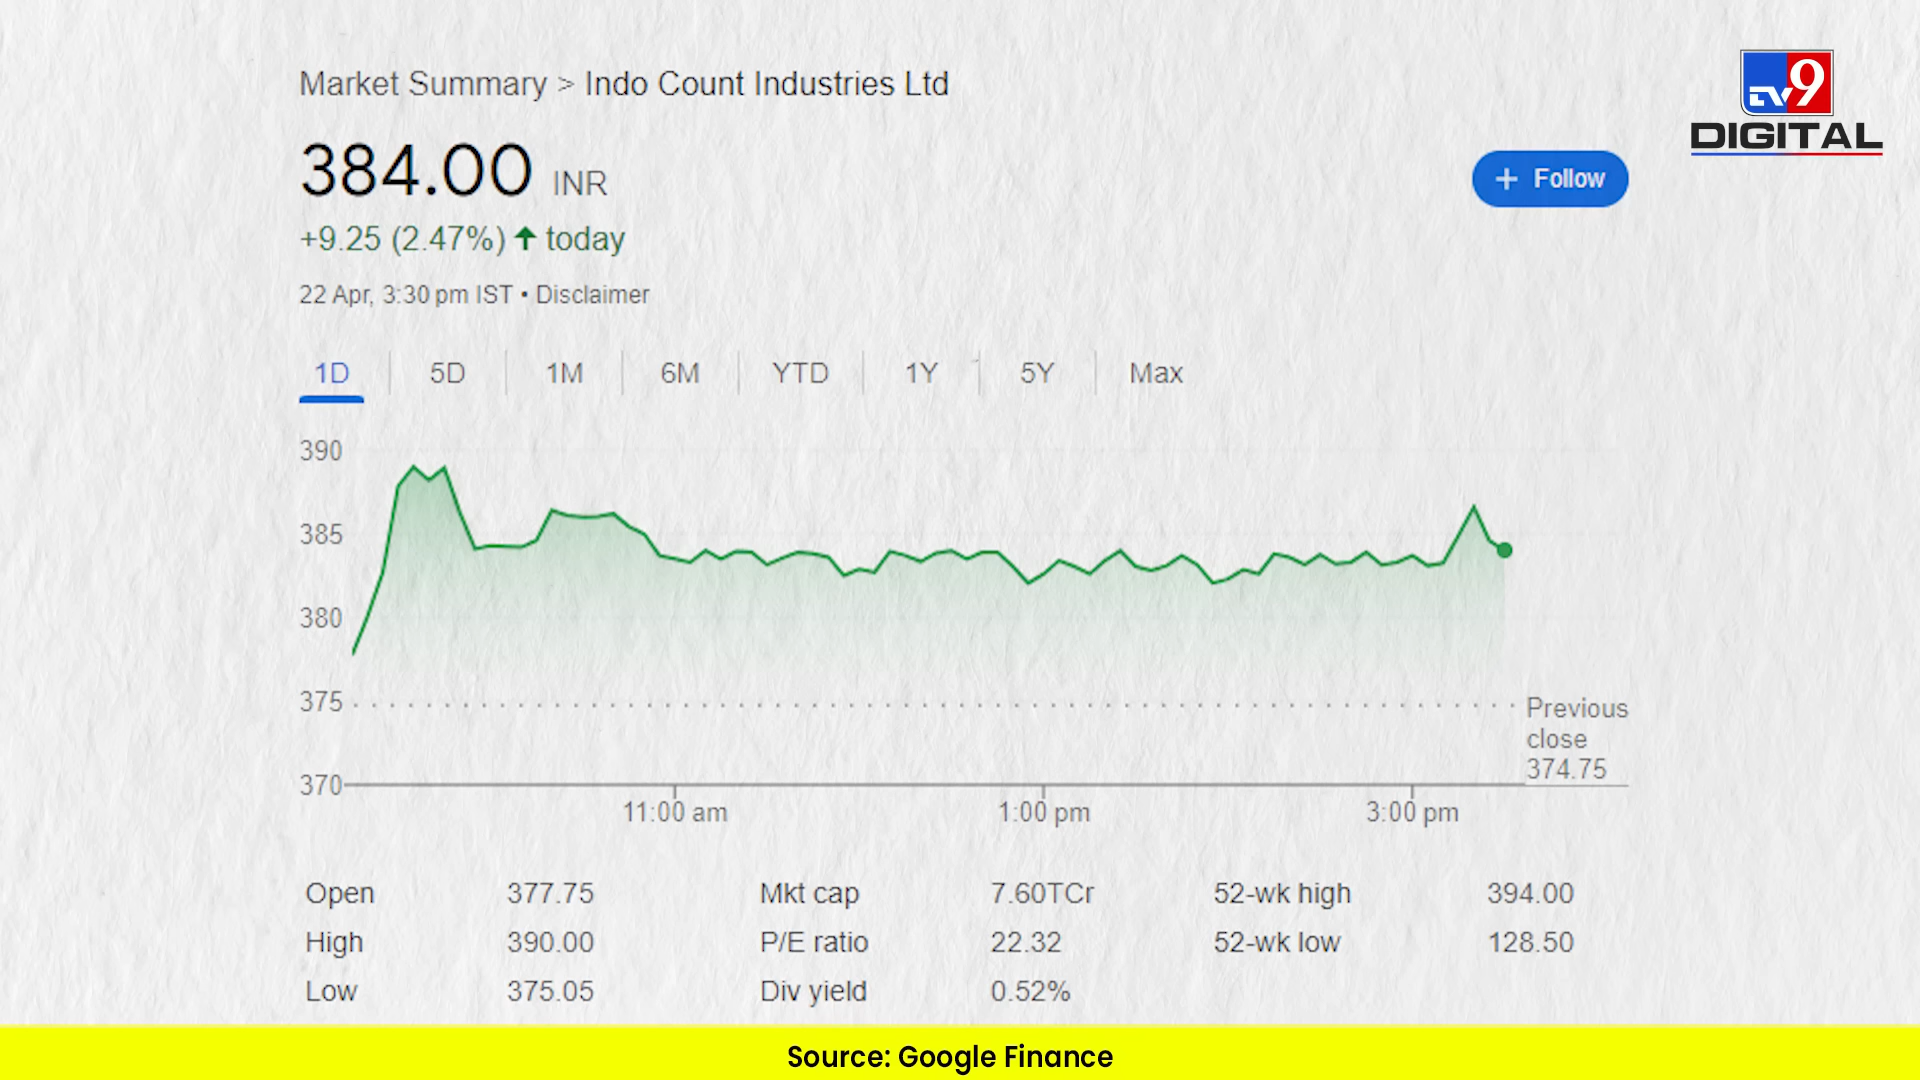 Market Summary > Indo Count Industries Ltd
TV9
DIGITAL
384.00 INR
+ Follow
+9.25 (2.47%) ↑ today
22 Apr, 3:30 pm IST • Disclaimer
1D 5D 1M 6M YTD 1Y 5Y Max
390
385
380
375
Previous
close
374.75
370
11:00 am 1:00 pm 3:00 pm
Open 377.75 Mkt cap 7.60TCr 52-wk high 394.00
High 390.00 P/E ratio 22.32 52-wk low 128.50
Low 375.05 Div yield 0.52%
Source: Google Finance